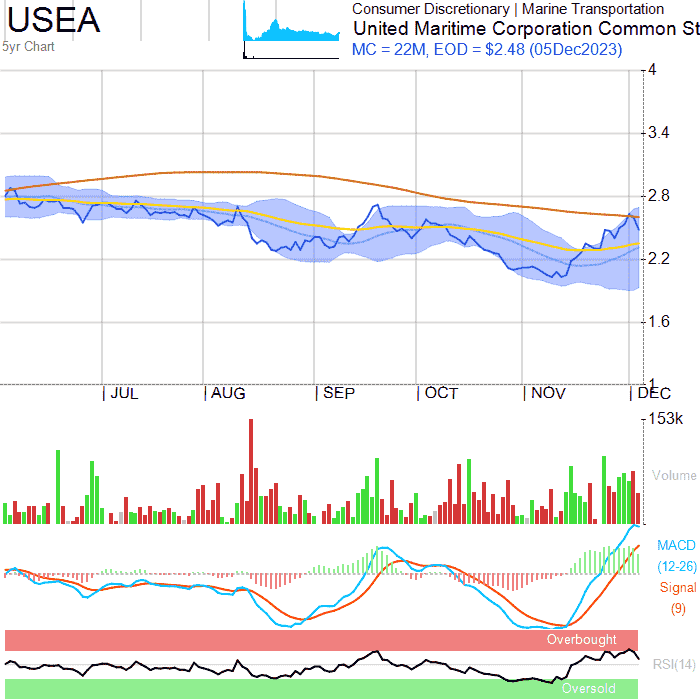 USEA
5yr Chart
Consumer Discretionary | Marine Transportation
United Maritime Corporation Common St
MC = 22M, EOD = $2.48 (05Dec2023)
4
3.4
2.8
2.2
1.6
1
JUL AUG SEP OCT NOV DEC
153k
Volume
MACD
(12-26)
Signal
(9)
Overbought
RSI(14)
Oversold